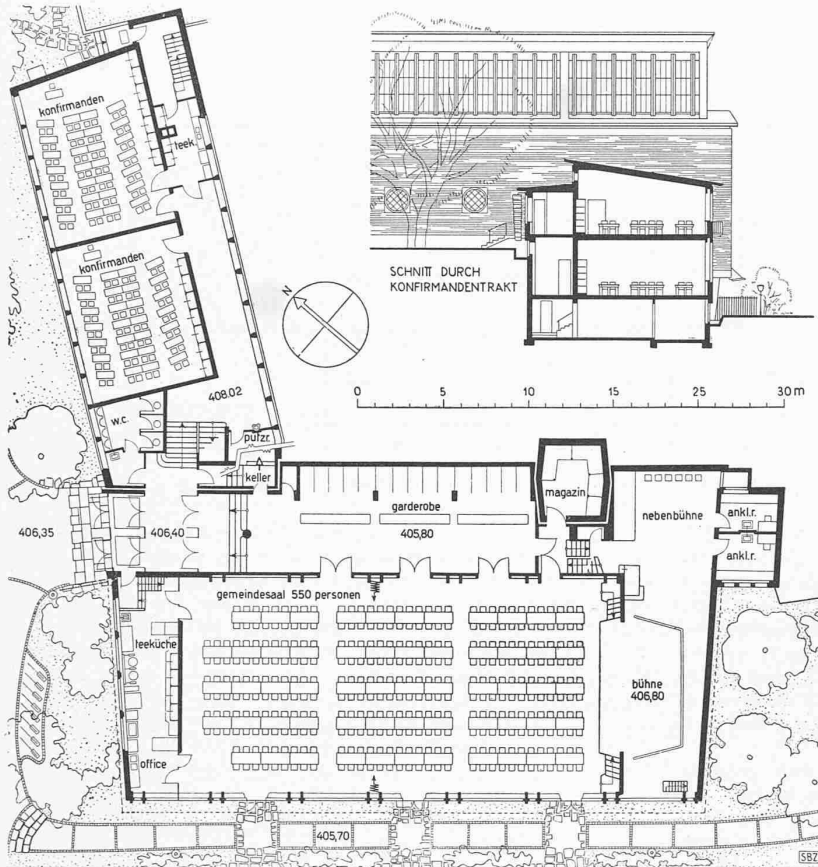 konfirmanden
teek.
konfirmanden
SCHNITT DURCH
KONFIRMANDENTRAKT
N
0 5 10 15 20 25 30 m
408.02
w.c.
putzr.
keller
magazin
garderobe
nebenbühne
ankl.r.
406,35
406,40
405,80
ankl.r.
gemeindesaal 550 personen
teeküche
bühne
406,80
office
405,70
SBZ